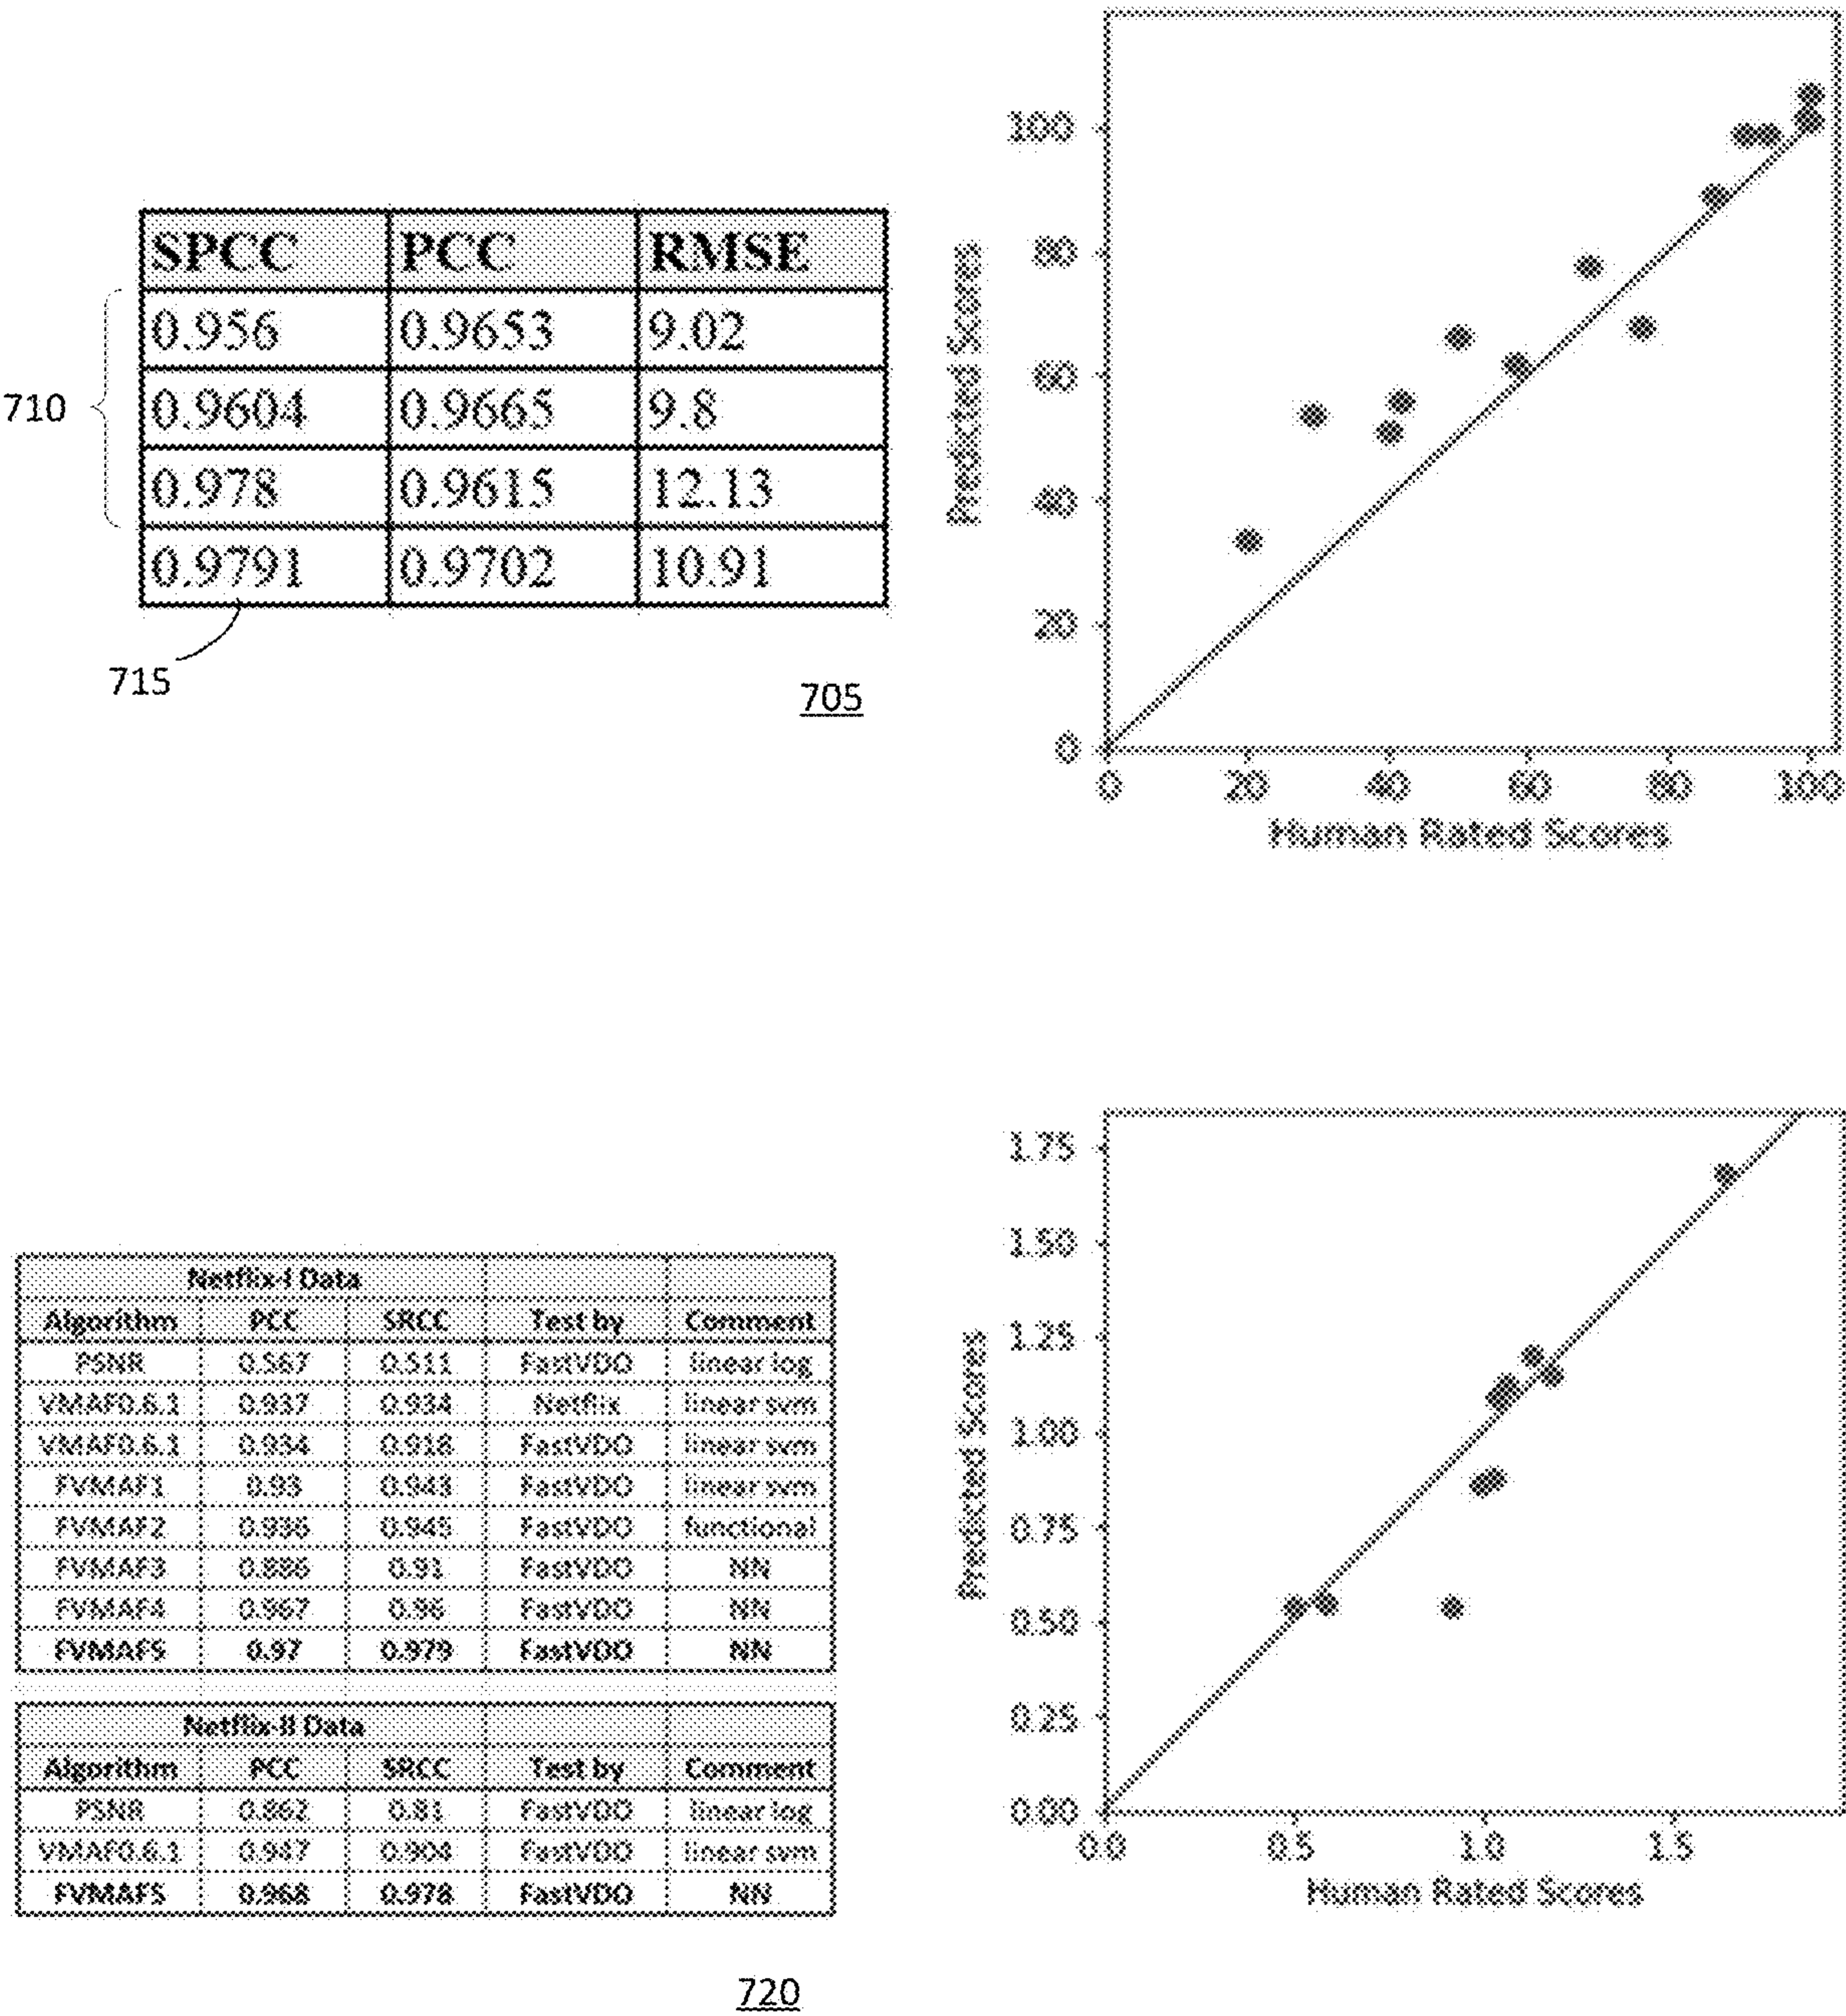 SPCC PCC RMSE
0.956 0.9653 9.02
0.9604 0.9665 9.8
0.978 0.9615 12.13
0.9791 0.9702 10.91
710
715
705
Predicted Scores
100
80
60
40
20
0
0 20 40 60 80 100
Human Rated Scores
Netflix-I Data
Algorithm PCC SRCC Test by Comment
PSNR 0.567 0.511 FastVDO linear log
VMAF0.6.1 0.937 0.934 Netflix linear svm
VMAF0.6.1 0.934 0.918 FastVDO linear svm
FVMAF1 0.93 0.943 FastVDO linear svm
FVMAF2 0.936 0.945 FastVDO functional
FVMAF3 0.886 0.91 FastVDO NN
FVMAF4 0.967 0.96 FastVDO NN
FVMAF5 0.97 0.979 FastVDO NN
Netflix-II Data
Algorithm PCC SRCC Test by Comment
PSNR 0.862 0.81 FastVDO linear log
VMAF0.6.1 0.947 0.904 FastVDO linear svm
FVMAF5 0.968 0.978 FastVDO NN
720
Predicted Scores
1.75
1.50
1.25
1.00
0.75
0.50
0.25
0.00
0.0 0.5 1.0 1.5
Human Rated Scores